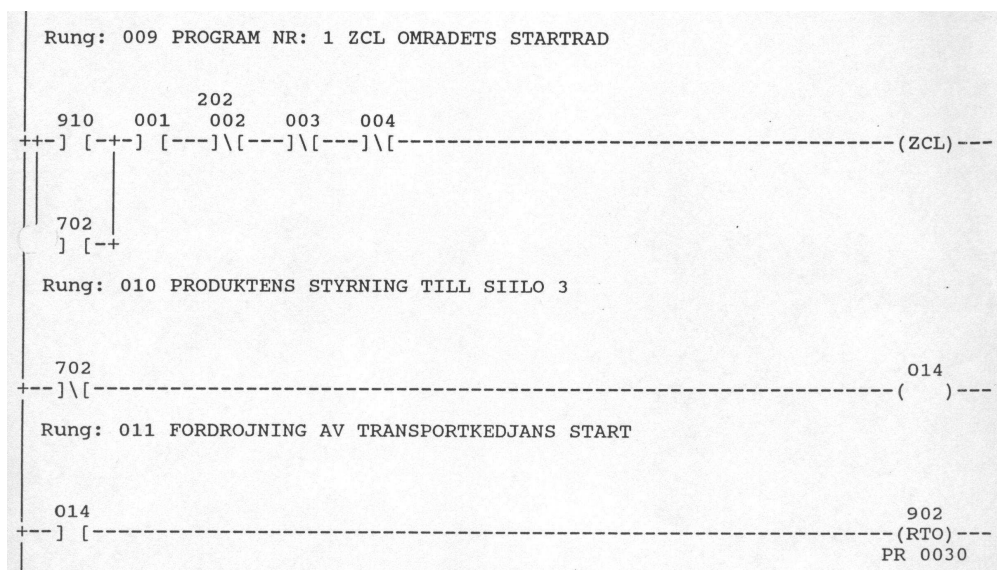 Rung: 009 PROGRAM NR: 1 ZCL OMRADETS STARTRAD
202
910 001 002 003 004
++-] [-+-] [---]\[---]\[---]\[------------------------------------------(ZCL)---
702
] [-+
Rung: 010 PRODUKTENS STYRNING TILL SIILO 3
702 014
+--]\[--------------------------------------------------------------------( )---
Rung: 011 FORDROJNING AV TRANSPORTKEDJANS START
014 902
+--] [--------------------------------------------------------------------(RTO)---
PR 0030